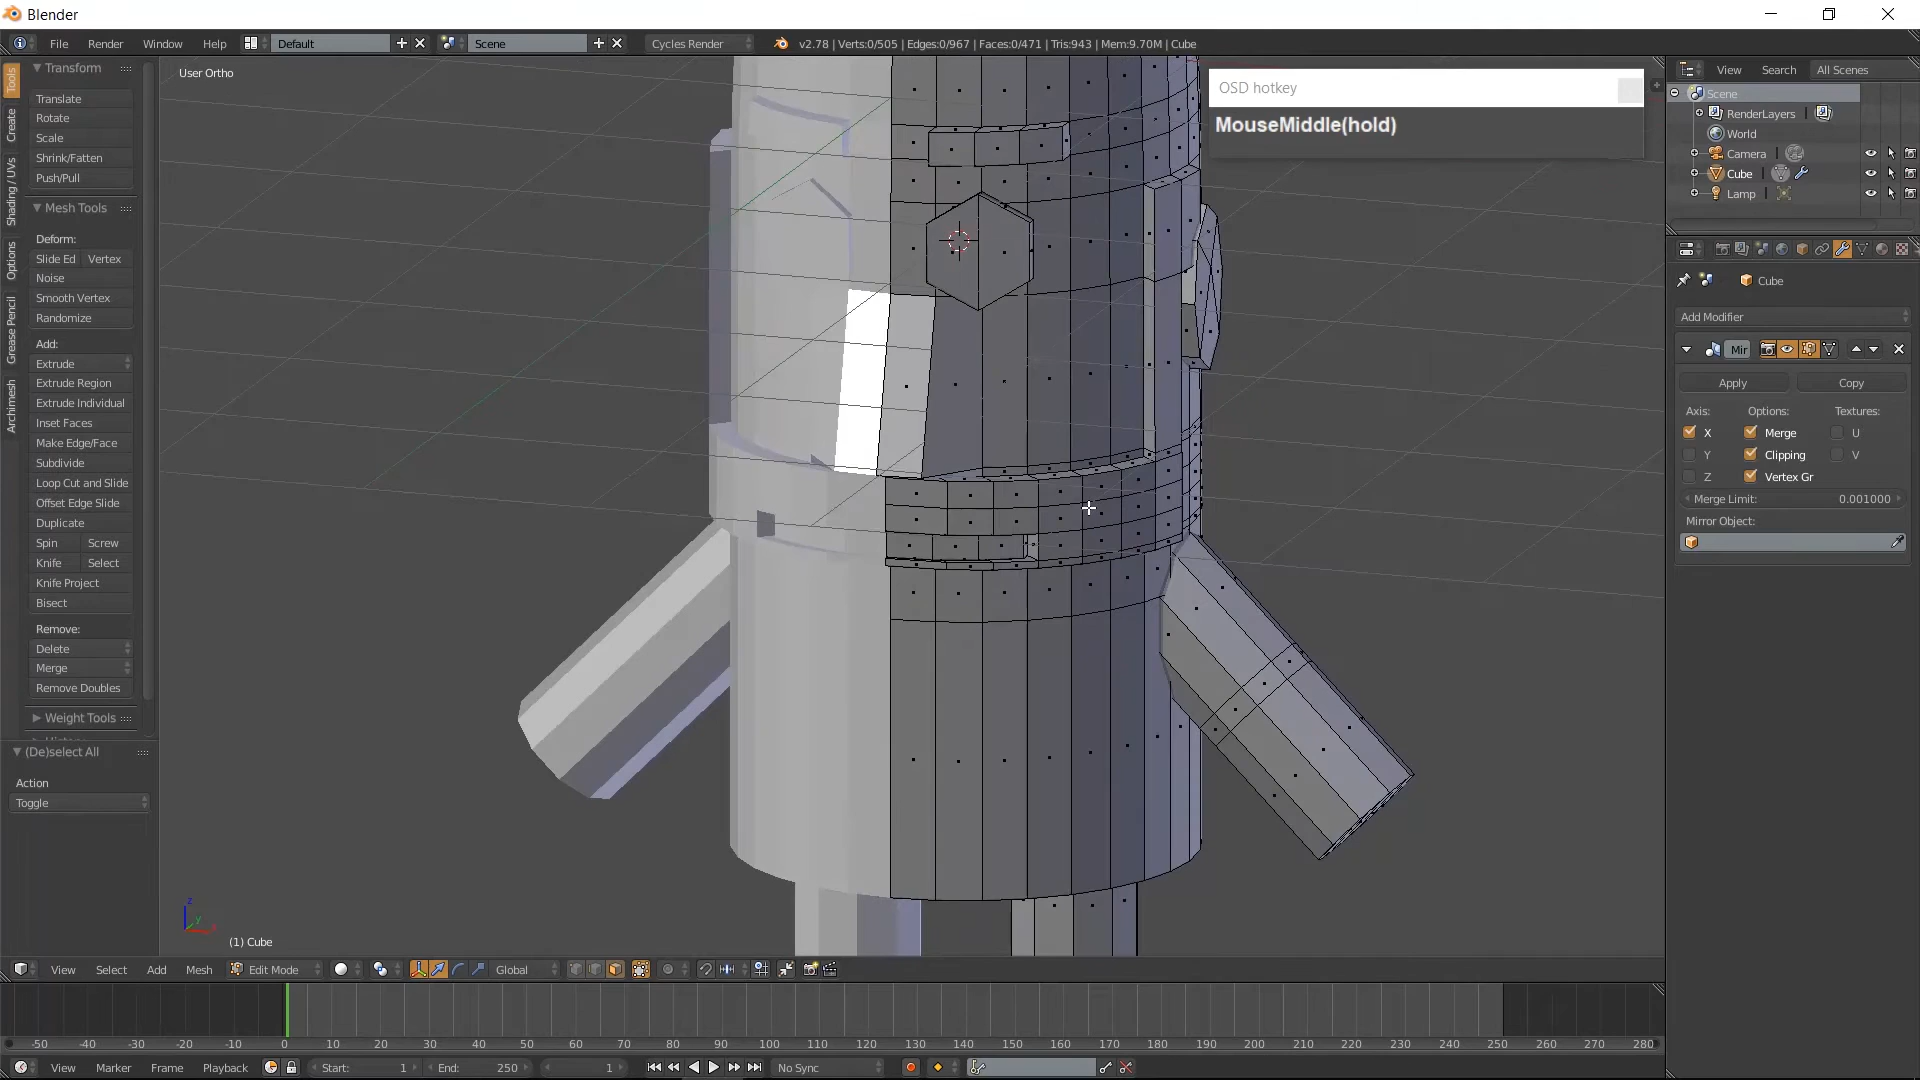 Blender
File Render Window Help Default Scene Cycles Render v2.78 | Verts:0/505 | Edges:0/967 | Faces:0/471 | Tris:943 | Mem:9.70M | Cube
Tools
Create
Shading / UVs
Options
Grease Pencil
Archimesh
Transform
Translate
Rotate
Scale
Shrink/Fatten
Push/Pull
Mesh Tools
Deform:
Slide Ed Vertex
Noise
Smooth Vertex
Randomize
Add:
Extrude
Extrude Region
Extrude Individual
Inset Faces
Make Edge/Face
Subdivide
Loop Cut and Slide
Offset Edge Slide
Duplicate
Spin Screw
Knife Select
Knife Project
Bisect
Remove:
Delete
Merge
Remove Doubles
Weight Tools
(De)select All
Action
Toggle
User Ortho
OSD hotkey
MouseMiddle(hold)
z
y
x
(1) Cube
View Search All Scenes
Scene
RenderLayers
World
Camera
Cube
Lamp
Cube
Add Modifier
Mir
Apply Copy
Axis: Options: Textures:
X Merge U
Y Clipping V
Z Vertex Gr
Merge Limit: 0.001000
Mirror Object:
View Select Add Mesh Edit Mode Global
-50 -40 -30 -20 -10 0 10 20 30 40 50 60 70 80 90 100 110 120 130 140 150 160 170 180 190 200 210 220 230 240 250 260 270 280
View Marker Frame Playback Start: 1 End: 250 1 No Sync